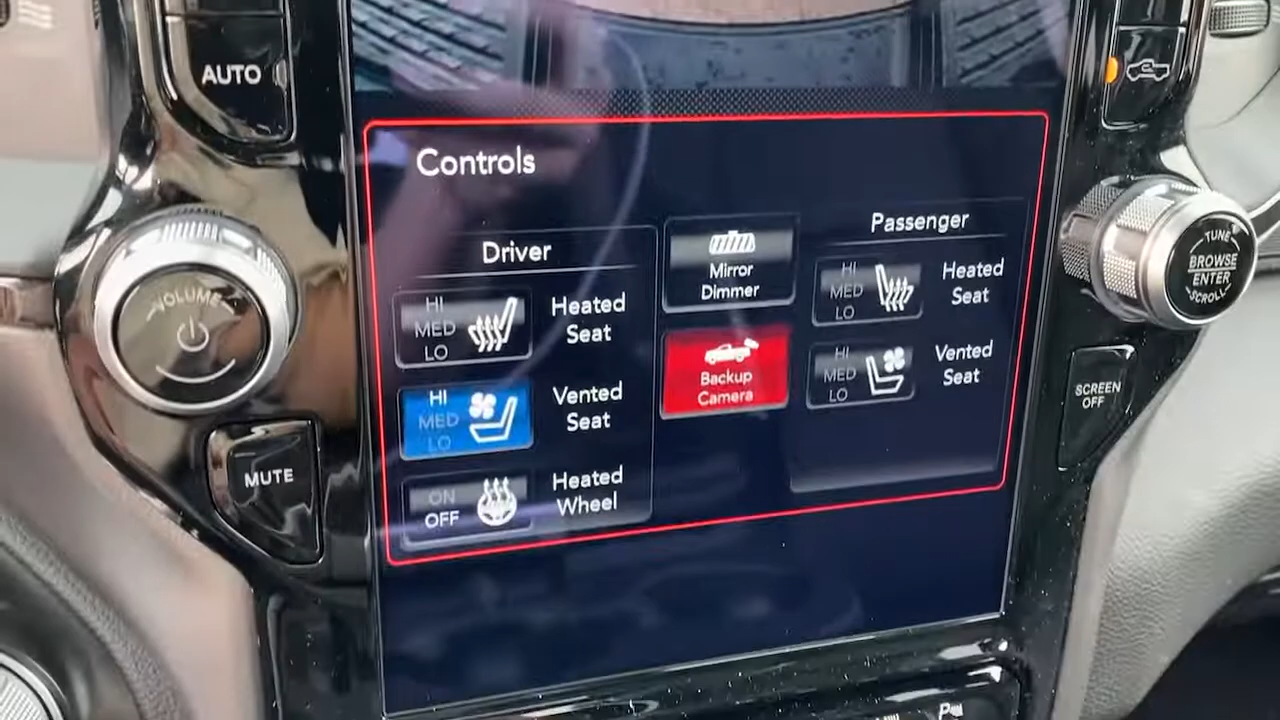 AUTO
Controls
Driver
HI
MED
LO
Heated
Seat
HI
MED
LO
Vented
Seat
ON
OFF
Heated
Wheel
Mirror
Dimmer
Backup
Camera
Passenger
HI
MED
LO
Heated
Seat
HI
MED
LO
Vented
Seat
VOLUME
MUTE
TUNE
BROWSE
ENTER
SCROLL
SCREEN
OFF